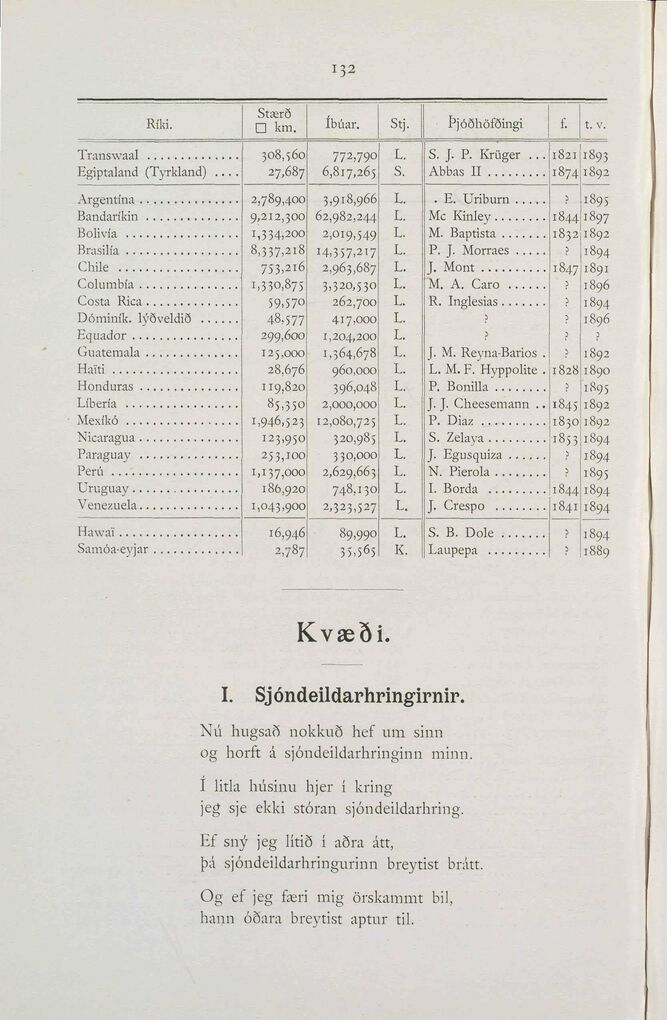 132
Ríki. Stærð □ km. Íbúar. Stj. Þjóðhöfðingi f. t. v.
Transwaal .............. 308,560 772,790 L. S. J. P. Krüger ... 1821 1893
Egiptaland (Tyrkland) .... 27,687 6,817,265 S. Abbas II ......... 1874 1892
Argentína ............... 2,789,400 3,918,966 L. . E. Uriburn ..... ? 1895
Bandaríkin .............. 9,212,300 62,982,244 L. Mc Kinley........ 1844 1897
Bolivía ................. 1,334,200 2,019,549 L. M. Baptista ....... 1832 1892
Brasilía ................ 8,337,218 14,357,217 L. P. J. Morraes ..... ? 1894
Chile .................. 753,216 2,963,687 L. J. Mont .......... 1847 1891
Columbía ............... 1,330,875 3,320,530 L. M. A. Caro ...... ? 1896
Costa Rica .............. 59,570 262,700 L. R. Inglesias ....... ? 1894
Dóminík. lýðveldið ...... 48,577 417,000 L. ? ? 1896
Equador ................ 299,600 1,204,200 L. ? ? ?
Guatemala .............. 125,000 1,364,678 L. J. M. Reyna-Barios . ? 1892
Haïti ................... 28,676 960,000 L. L. M. F. Hyppolite . 1828 1890
Honduras ............... 119,820 396,048 L. P. Bonilla ........ ? 1895
Líbería ................. 85,350 2,000,000 L. J. J. Cheesemann .. 1845 1892
Mexíkó ................. 1,946,523 12,080,725 L. P. Diaz .......... 1830 1892
Nicaragua ............... 123,950 320,985 L. S. Zelaya ......... 1853 1894
Paraguay ............... 253,100 330,000 L. J. Egusquiza ...... ? 1894
Perú ................... 1,137,000 2,629,663 L. N. Pierola ........ ? 1895
Uruguay ................ 186,920 748,130 L. I. Borda ......... 1844 1894
Venezuela ............... 1,043,900 2,323,527 L. J. Crespo ........ 1841 1894
Hawaï .................. 16,946 89,990 L. S. B. Dole ....... ? 1894
Samóa-eyjar ............. 2,787 35,565 K. Laupepa ......... ? 1889
Kvæði.
I. Sjóndeildarhringirnir.
Nú hugsað nokkuð hef um sinn
og horft á sjóndeildarhringinn minn.
Í litla húsinu hjer í kring
jeg sje ekki stóran sjóndeildarhring.
Ef sný jeg lítið í aðra átt,
þá sjóndeildarhringurinn breytist brátt.
Og ef jeg færi mig örskammt bil,
hann óðara breytist aptur til.